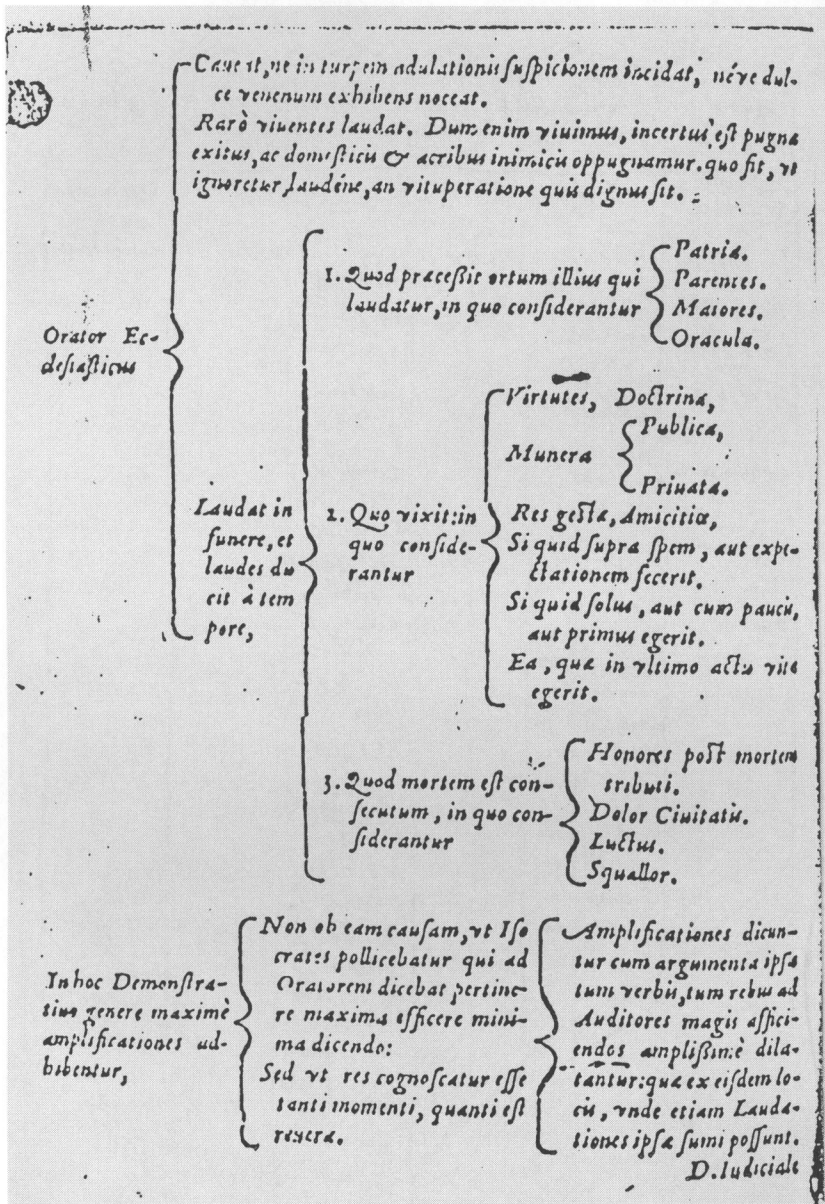 Caueat, ne in turpem adulationis suspicionem incidat, néve dul-
ce venenum exhibens noceat.
Rarò viuentes laudat. Dum enim viuimus, incertus est pugnæ
exitus, ac domesticis & acribus inimicis oppugnamur. quo fit, vt
ignoretur, laudéne, an vituperatione quis dignus sit.
Orator Ec-
clesiasticus
Laudat in
funere, et
laudes du
cit à tem
pore,
1. Quod præceßit ortum illius qui
laudatur, in quo considerantur
Patria.
Parentes.
Maiores.
Oracula.
2. Quo vixit: in
quo conside-
rantur
Virtutes, Doctrina,
Munera
Publica,
Priuata.
Res gesta, Amicitiæ,
Si quid supra spem, aut expe-
ctationem fecerit.
Si quid solus, aut cum paucis,
aut primus egerit.
Ea, quæ in vltimo actu vitæ
egerit.
3. Quod mortem est con-
secutum, in quo con-
siderantur
Honores post mortem
tributi.
Dolor Ciuitatis.
Luctus.
Squallor.
In hoc Demonstra-
tiuo genere maximè
amplificationes ad-
hibentur,
Non ob eam causam, vt Iso
crates pollicebatur qui ad
Oratorem dicebat pertine-
re maxima efficere mini-
ma dicendo:
Sed vt res cognoscatur esse
tanti momenti, quanti est
reuera.
Amplificationes dicun-
tur cum argumenta ipsa
tum verbis, tum rebus ad
Auditores magis affici-
endos amplißimè dila-
tantur: quæ ex eisdem lo-
cis, vnde etiam Lauda-
tiones ipsæ sumi possunt.
D. Iudiciale